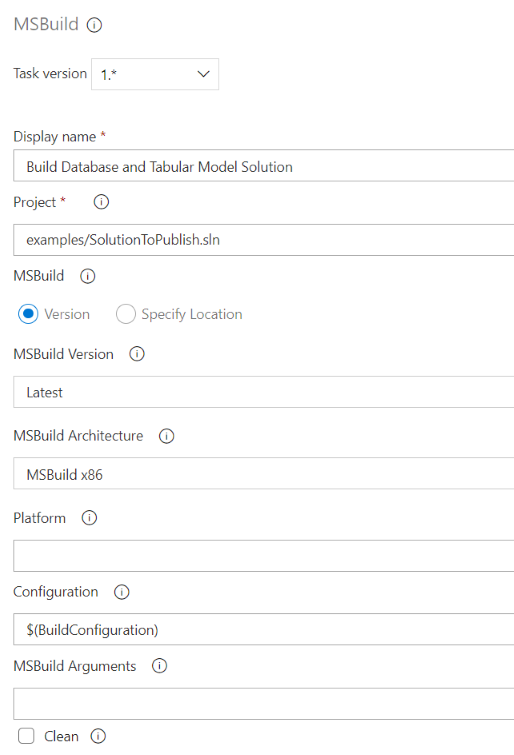 MSBuild
Task version 1.*
Display name *
Build Database and Tabular Model Solution
Project *
examples/SolutionToPublish.sln
MSBuild
Version Specify Location
MSBuild Version
Latest
MSBuild Architecture
MSBuild x86
Platform
Configuration
$(BuildConfiguration)
MSBuild Arguments
Clean